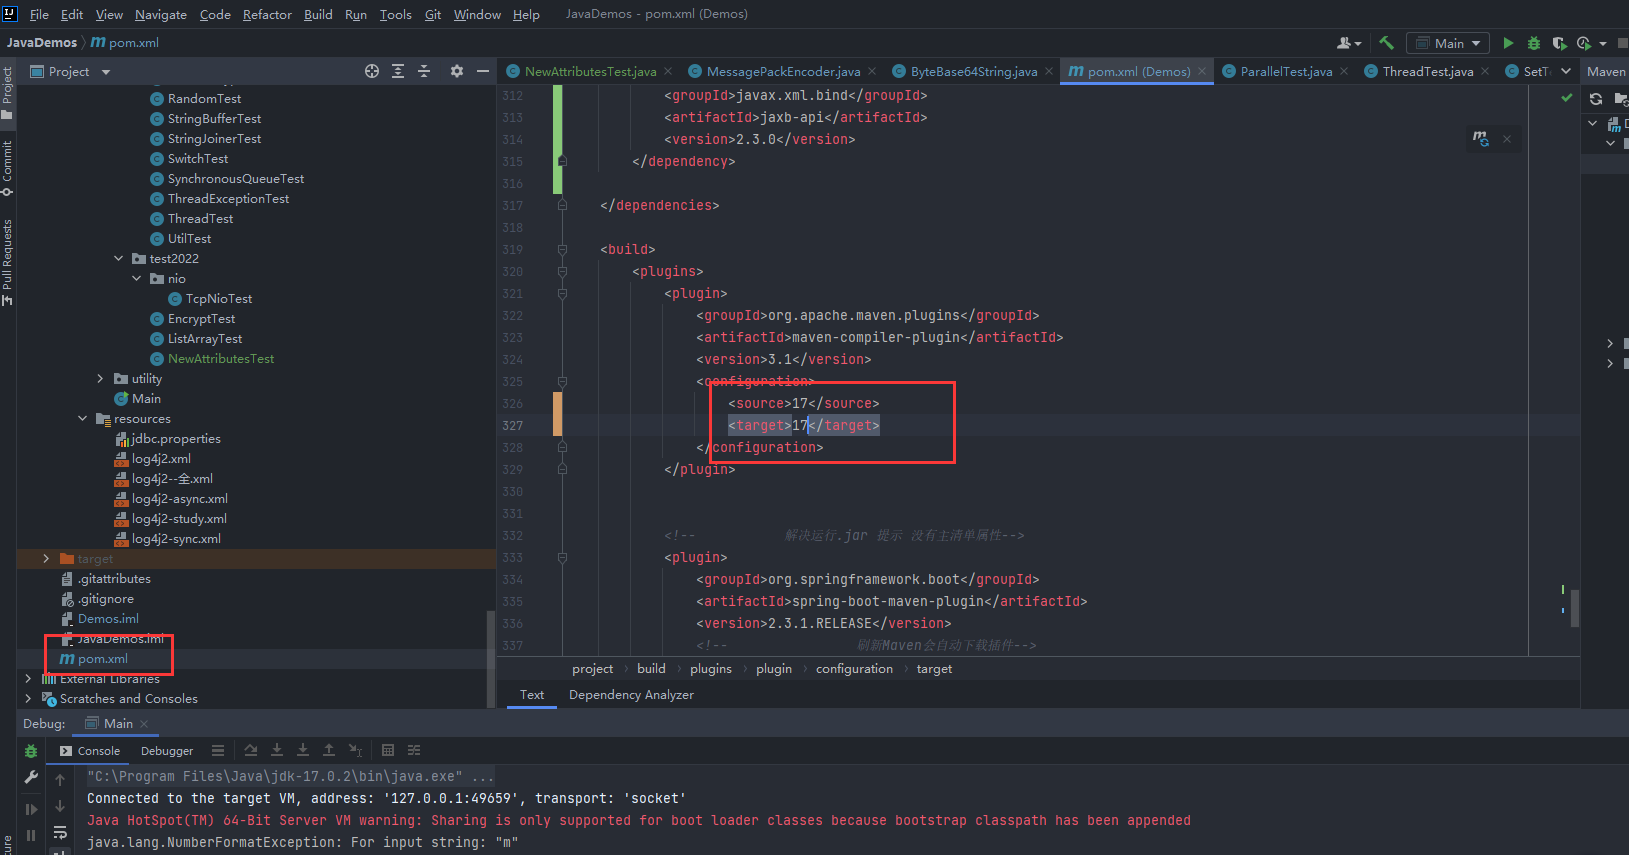 File Edit View Navigate Code Refactor Build Run Tools Git Window Help JavaDemos - pom.xml (Demos)
JavaDemos pom.xml
Main
Project
NewAttributesTest.java MessagePackEncoder.java ByteBase64String.java pom.xml (Demos) ParallelTest.java ThreadTest.java SetT
Maven
Project
Commit
Pull Requests
RandomTest
StringBufferTest
StringJoinerTest
SwitchTest
SynchronousQueueTest
ThreadExceptionTest
ThreadTest
UtilTest
test2022
nio
TcpNioTest
EncryptTest
ListArrayTest
NewAttributesTest
utility
Main
resources
jdbc.properties
log4j2.xml
log4j2--全.xml
log4j2-async.xml
log4j2-study.xml
log4j2-sync.xml
target
.gitattributes
.gitignore
Demos.iml
JavaDemos.iml
pom.xml
External Libraries
Scratches and Consoles
312 <groupId>javax.xml.bind</groupId>
313 <artifactId>jaxb-api</artifactId>
314 <version>2.3.0</version>
315 </dependency>
316
317 </dependencies>
318
319 <build>
320 <plugins>
321 <plugin>
322 <groupId>org.apache.maven.plugins</groupId>
323 <artifactId>maven-compiler-plugin</artifactId>
324 <version>3.1</version>
325 <configuration>
326 <source>17</source>
327 <target>17</target>
328 </configuration>
329 </plugin>
330
331
332 <!-- 解决运行.jar 提示 没有主清单属性-->
333 <plugin>
334 <groupId>org.springframework.boot</groupId>
335 <artifactId>spring-boot-maven-plugin</artifactId>
336 <version>2.3.1.RELEASE</version>
337 <!-- 刷新Maven会自动下载插件-->
project build plugins plugin configuration target
Text Dependency Analyzer
Debug: Main
Console Debugger
"C:\Program Files\Java\jdk-17.0.2\bin\java.exe" ...
Connected to the target VM, address: '127.0.0.1:49659', transport: 'socket'
Java HotSpot(TM) 64-Bit Server VM warning: Sharing is only supported for boot loader classes because bootstrap classpath has been appended
java.lang.NumberFormatException: For input string: "m"